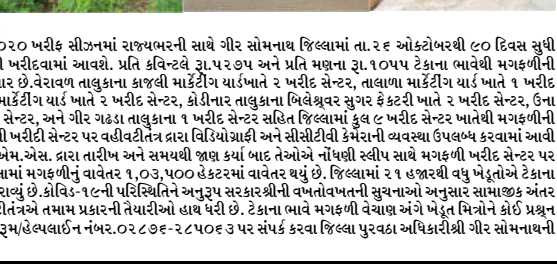 ૦૨૦ ખરીફ સીઝનમાં રાજ્યભરની સાથે ગીર સોમનાથ જિલ્લામાં તા.૨૬ ઓક્ટોબરથી ૯૦ દિવસ સુધી
ખરીદવામાં આવશે. પ્રતિ કવિન્ટલે રૂા.૫૨૭૫ અને પ્રતિ મણના રૂા.૧૦૫૫ ટેકાના ભાવેથી મગફળીની
ાર છે.વેરાવળ તાલુકાના કાજલી માર્કેટીંગ યાર્ડખાતે ૨ ખરીદ સેન્ટર, તાલાળા માર્કેટીંગ યાર્ડ ખાતે ૧ ખરીદ
માર્કેટીંગ યાર્ડ ખાતે ૨ ખરીદ સેન્ટર, કોડીનાર તાલુકાના બિલેશ્વર સુગર ફેકટરી ખાતે ૨ ખરીદ સેન્ટર, ઉના
સેન્ટર, અને ગીર ગઢડા તાલુકાના ૧ ખરીદ સેન્ટર સહિત જિલ્લામાં કુલ ૯ ખરીદ સેન્ટર ખાતેથી મગફળીની
ી ખરીદી સેન્ટર પર વહીવટીતંત્ર દ્વારા વિડિયોગ્રાફી અને સીસીટીવી કેમેરાની વ્યવસ્થા ઉપલબ્ધ કરવામાં આવી
એમ.એસ. દ્વારા તારીખ અને સમયથી જાણ કર્યા બાદ તેઓએ નોંધણી સ્લીપ સાથે મગફળી ખરીદ સેન્ટર પર
ામાં મગફળીનું વાવેતર ૧,૦૩,૫૦૦ હેકટરમાં વાવેતર થયું છે. જિલ્લામાં ૨૧ હજારથી વધુ ખેડૂતોએ ટેકાના
રાવ્યું છે.કોવિડ-૧૯ની પરિસ્થિતિને અનુરૂપ સરકારશ્રીની વખતોવખતની સુચનાઓ અનુસાર સામાજીક અંતર
ટીતંત્રએ તમામ પ્રકારની તૈયારીઓ હાથ ધરી છે. ટેકાના ભાવે મગફળી વેચાણ અંગે ખેડૂત મિત્રોને કોઈ પ્રશ્ન
રૂમ/હેલ્પલાઈન નંબર.૦૨૮૭૬-૨૮૫૦૬૩ પર સંપર્ક કરવા જિલ્લા પુરવઠા અધિકારીશ્રી ગીર સોમનાથની